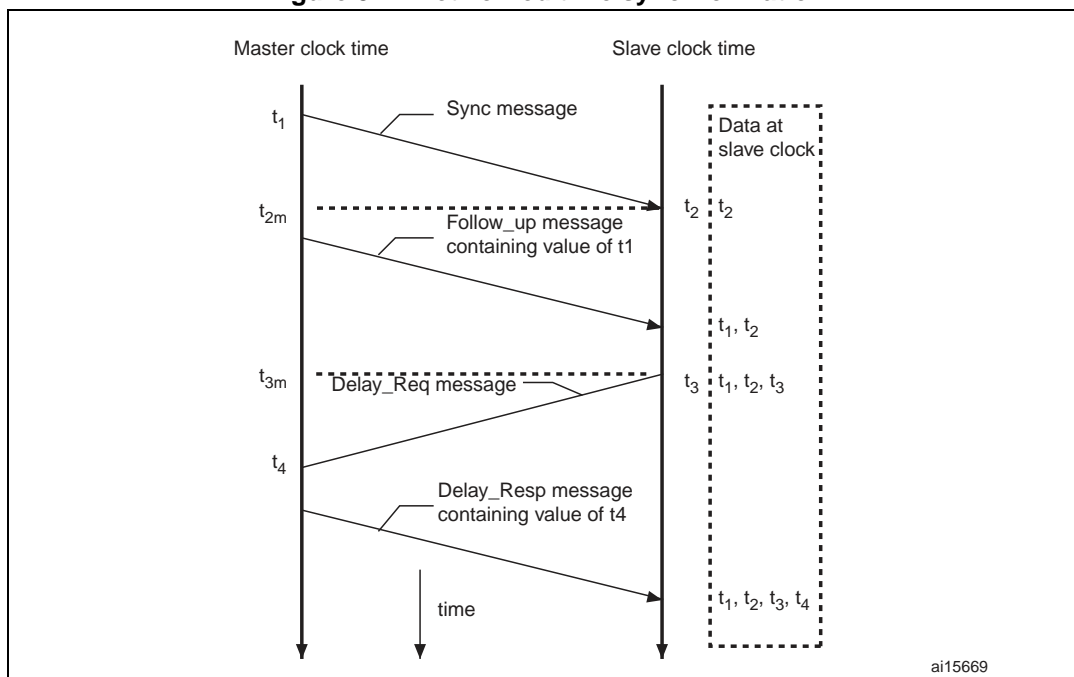 Master clock time
Slave clock time
t1
Sync message
Data at
slave clock
t2m
t2
t2
Follow_up message
containing value of t1
t1, t2
t3m
Delay_Req message
t3
t1, t2, t3
t4
Delay_Resp message
containing value of t4
t1, t2, t3, t4
time
ai15669